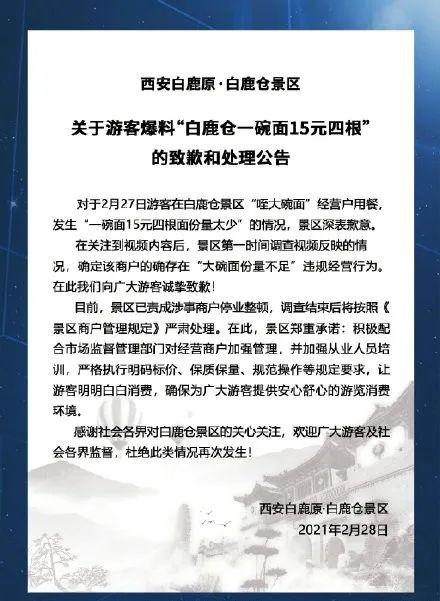 西安白鹿原·白鹿仓景区
关于游客爆料“白鹿仓一碗面15元四根”
的致歉和处理公告
对于2月27日游客在白鹿仓景区“咥大碗面”经营户用餐,
发生“一碗面15元四根面份量太少”的情况，景区深表歉意。
在关注到视频内容后，景区第一时间调查视频反映的情
况，确定该商户的确存在“大碗面份量不足”违规经营行为。
在此我们向广大游客诚挚致歉！
目前，景区已责成涉事商户停业整顿，调查结束后将按照《
景区商户管理规定》严肃处理。在此，景区郑重承诺：积极配
合市场监督管理部门对经营商户加强管理，并加强从业人员培
训，严格执行明码标价、保质保量、规范操作等规定要求，让
游客明明白白消费，确保为广大游客提供安心舒心的游览消费
环境。
感谢社会各界对白鹿仓景区的关心关注，欢迎广大游客及社
会各界监督，杜绝此类情况再次发生！
西安白鹿原·白鹿仓景区
2021年2月28日